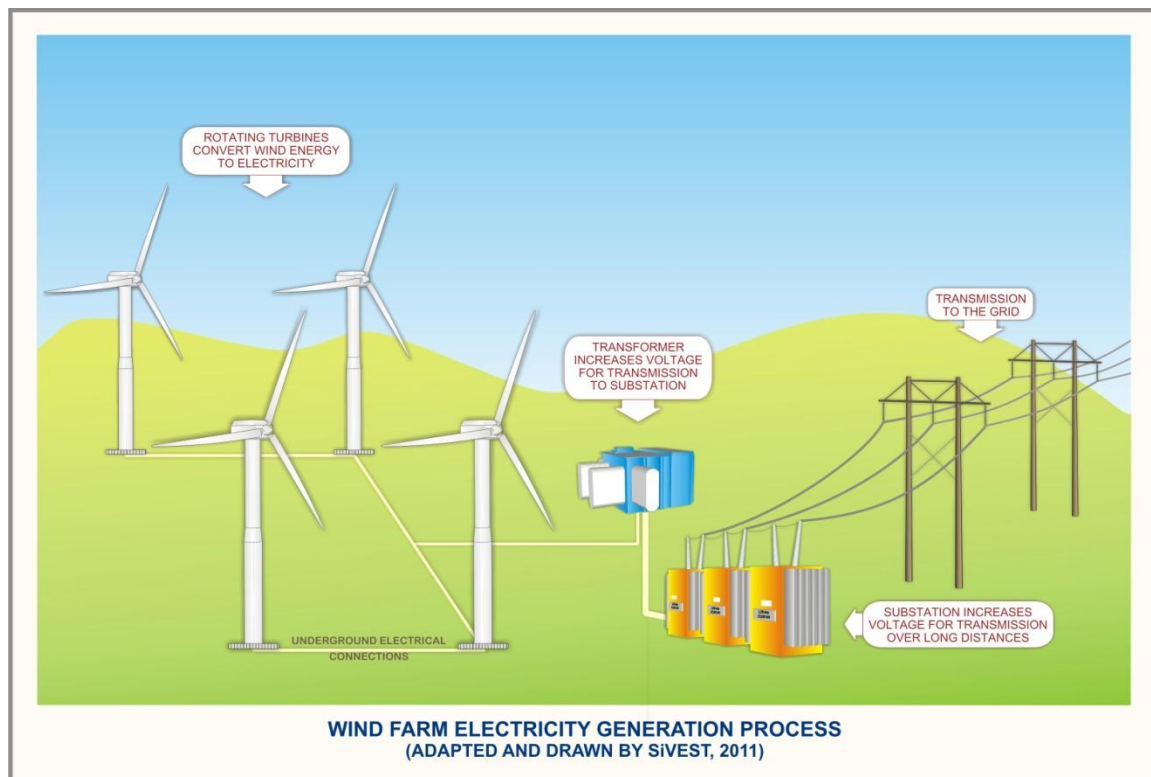 ROTATING TURBINES
CONVERT WIND ENERGY
TO ELECTRICITY
TRANSMISSION
TO THE GRID
TRANSFORMER
INCREASES VOLTAGE
FOR TRANSMISSION
TO SUBSTATION
SUBSTATION INCREASES
VOLTAGE FOR TRANSMISSION
OVER LONG DISTANCES
UNDERGROUND ELECTRICAL
CONNECTIONS
WIND FARM ELECTRICITY GENERATION PROCESS
(ADAPTED AND DRAWN BY SiVEST, 2011)